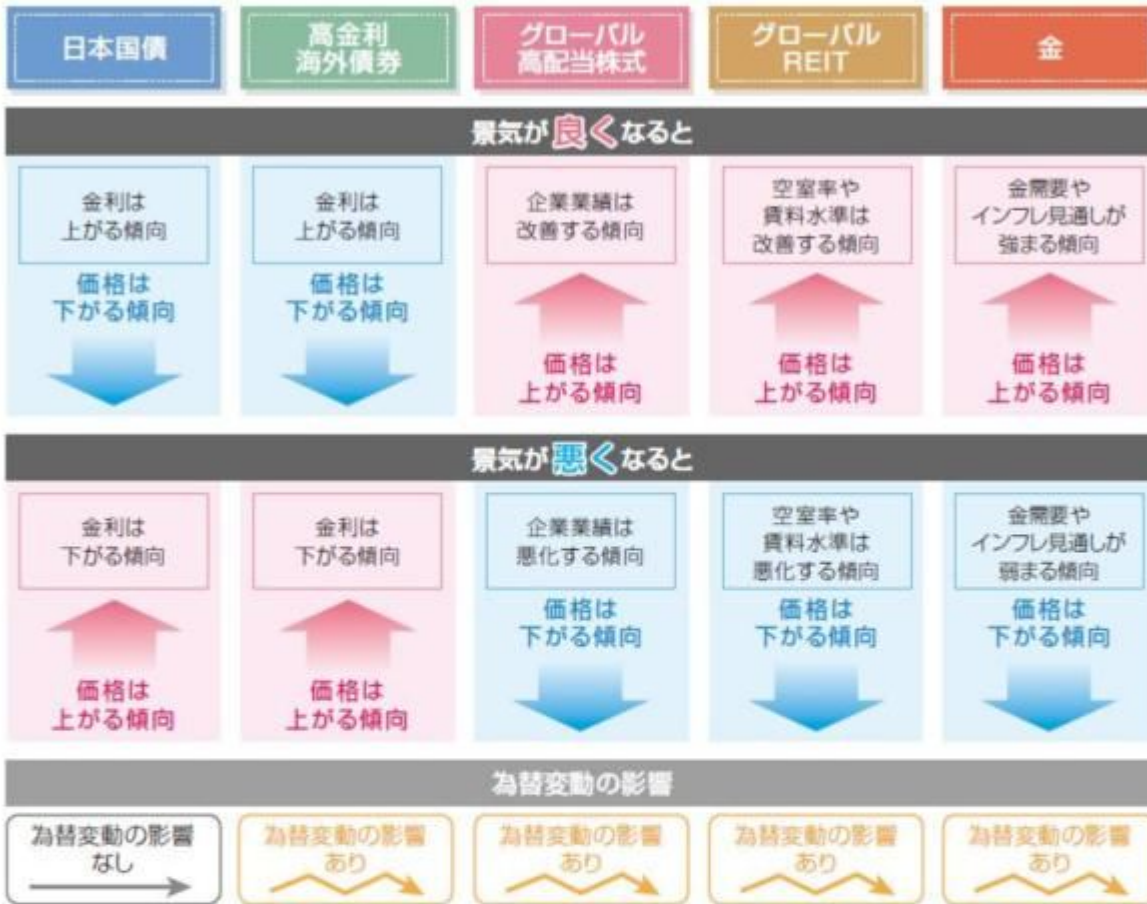 日本国債
高金利
海外債券
グローバル
高配当株式
グローバル
REIT
金
景気が良くなると
金利は
上がる傾向
価格は
下がる傾向
金利は
上がる傾向
価格は
下がる傾向
企業業績は
改善する傾向
価格は
上がる傾向
空室率や
賃料水準は
改善する傾向
価格は
上がる傾向
金需要や
インフレ見通しが
強まる傾向
価格は
上がる傾向
景気が悪くなると
金利は
下がる傾向
価格は
上がる傾向
金利は
下がる傾向
価格は
上がる傾向
企業業績は
悪化する傾向
価格は
下がる傾向
空室率や
賃料水準は
悪化する傾向
価格は
下がる傾向
金需要や
インフレ見通しが
弱まる傾向
価格は
下がる傾向
為替変動の影響
為替変動の影響
なし
為替変動の影響
あり
為替変動の影響
あり
為替変動の影響
あり
為替変動の影響
あり